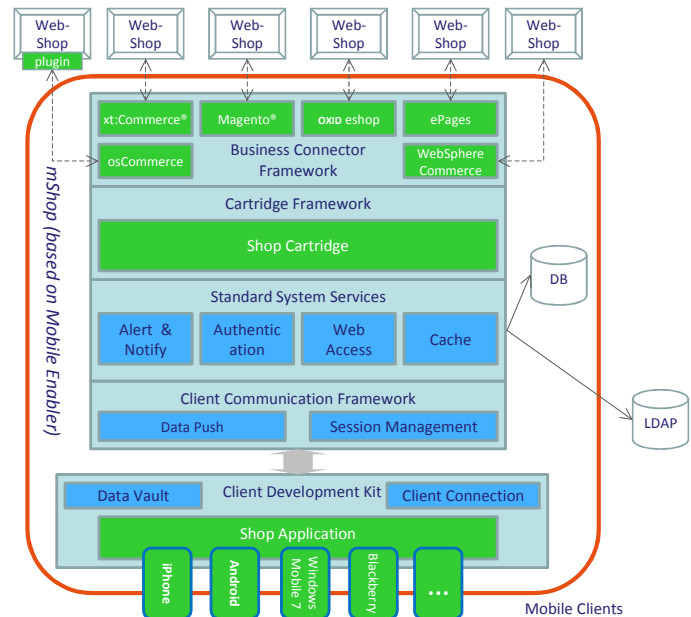 Web-
Shop
plugin
Web-
Shop
Web-
Shop
Web-
Shop
Web-
Shop
Web-
Shop
xt:Commerce®
Magento®
OXID eshop
ePages
osCommerce
Business Connector
Framework
WebSphere
Commerce
mShop (based on Mobile Enabler)
Cartridge Framework
Shop Cartridge
Standard System Services
Alert & 
Notify
Authentic
ation
Web
Access
Cache
DB
LDAP
Client Communication Framework
Data Push
Session Management
Data Vault
Client Development Kit
Client Connection
Shop Application
iPhone
Android
Windows
Mobile 7
Blackberry
...
Mobile Clients